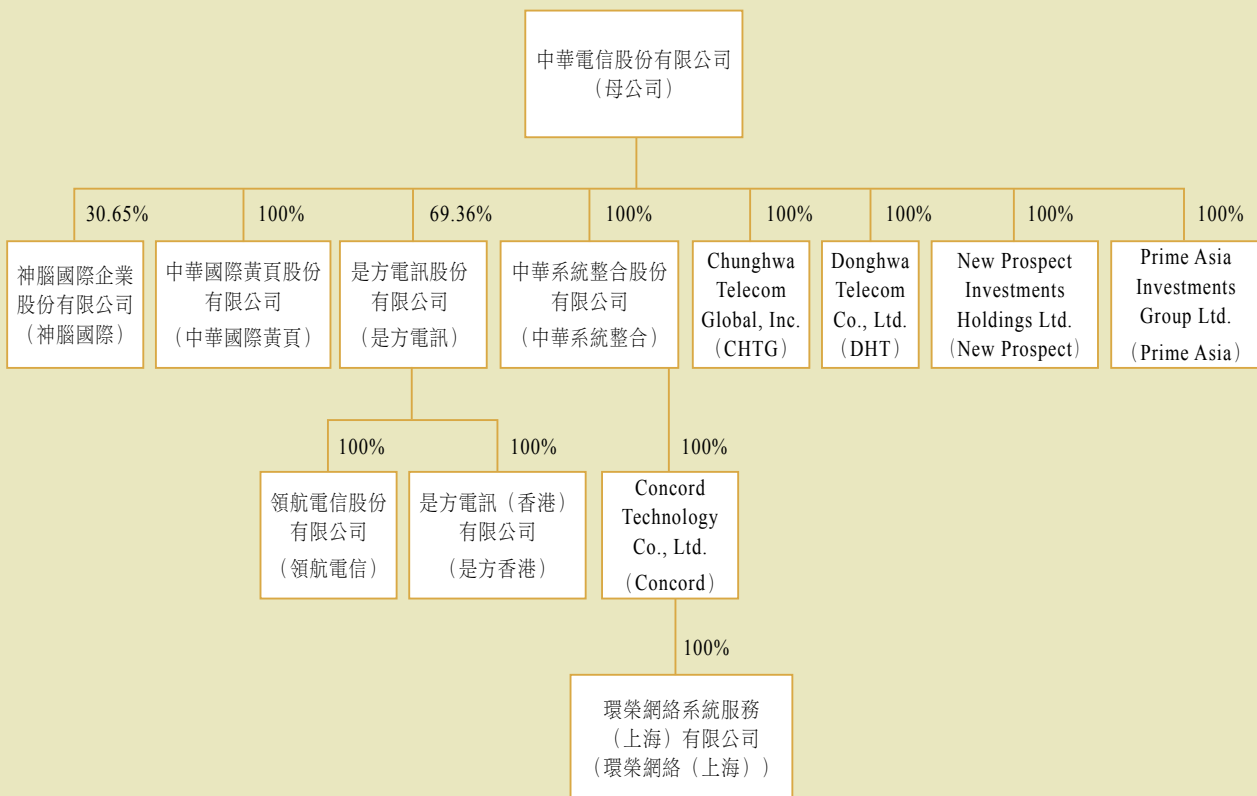 中華電信股份有限公司
（母公司）
30.65%
100%
69.36%
100%
100%
100%
100%
100%
神腦國際企業
股份有限公司
（神腦國際）
中華國際黃頁股份
有限公司
（中華國際黃頁）
是方電訊股份
有限公司
（是方電訊）
中華系統整合股份
有限公司
（中華系統整合）
Chunghwa
Telecom
Global, Inc.
（CHTG）
Donghwa
Telecom
Co., Ltd.
（DHT）
New Prospect
Investments
Holdings Ltd.
（New Prospect）
Prime Asia
Investments
Group Ltd.
（Prime Asia）
100%
100%
100%
領航電信股份
有限公司
（領航電信）
是方電訊（香港）
有限公司
（是方香港）
Concord
Technology
Co., Ltd.
（Concord）
100%
環榮網絡系統服務
（上海）有限公司
（環榮網絡（上海））